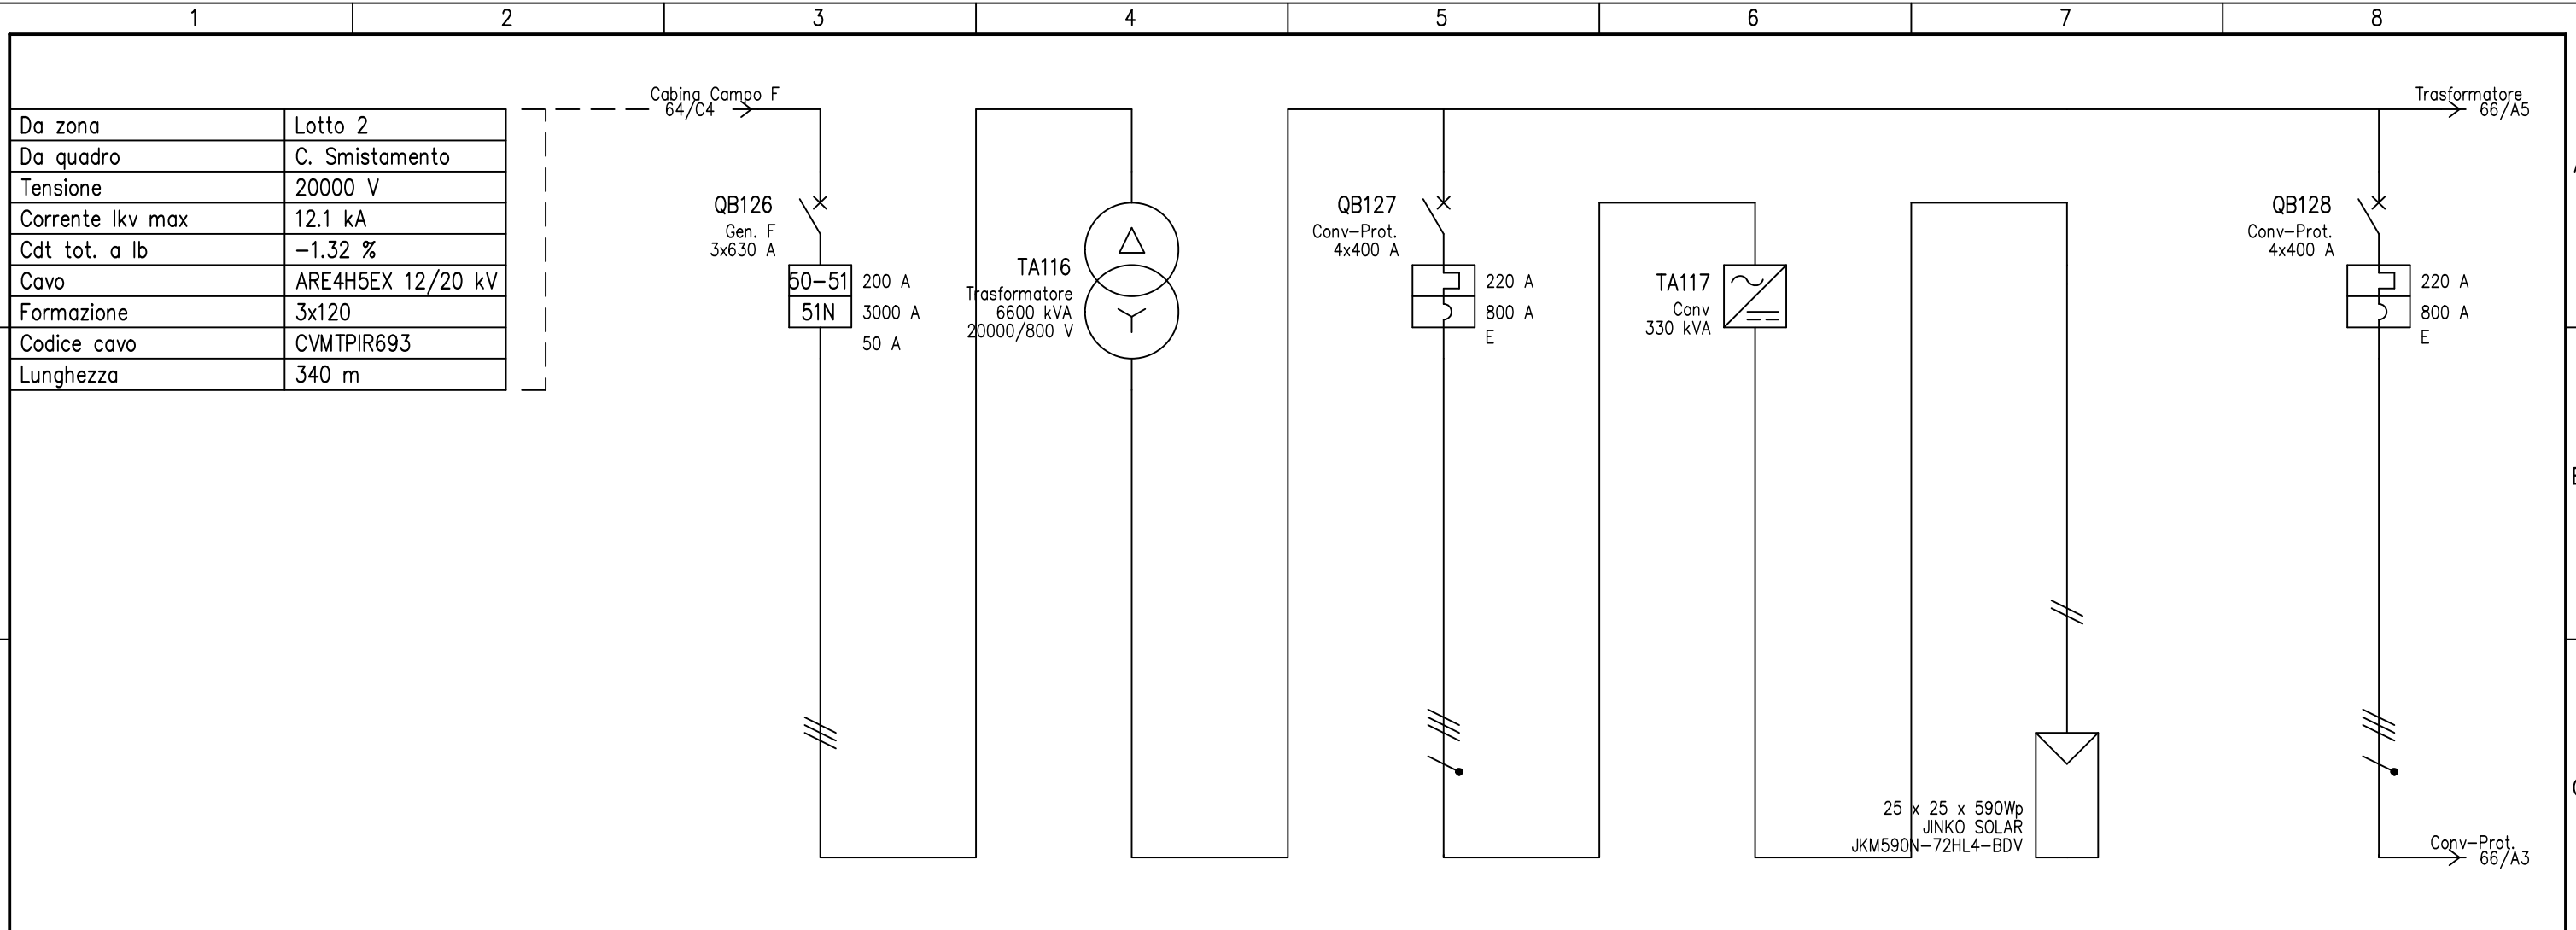 1 2 3 4 5 6 7 8
Cabina Campo F
64/C4
Trasformatore
66/A5
Da zona Lotto 2
Da quadro C. Smistamento
Tensione 20000 V
Corrente Ikv max 12.1 kA
Cdt tot. a Ib -1.32 %
Cavo ARE4H5EX 12/20 kV
Formazione 3x120
Codice cavo CVMTPIR693
Lunghezza 340 m
QB126
Gen. F
3x630 A
50-51 200 A
51N 3000 A
50 A
TA116
Trasformatore
6600 kVA
20000/800 V
QB127
Conv-Prot.
4x400 A
220 A
800 A
E
TA117
Conv
330 kVA
25 x 25 x 590Wp
JINKO SOLAR
JKM590N-72HL4-BDV
QB128
Conv-Prot.
4x400 A
220 A
800 A
E
Conv-Prot.
66/A3